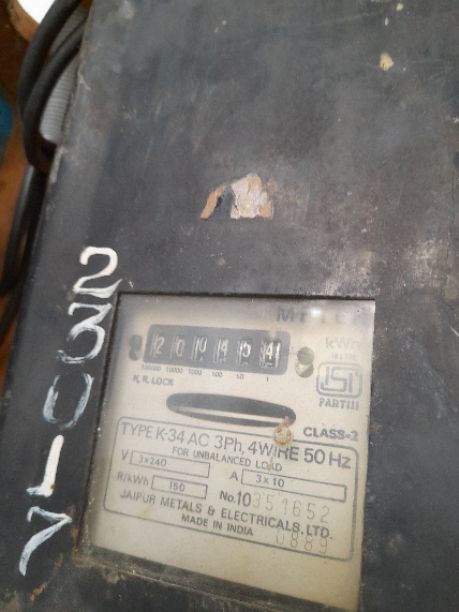 23017
METER
kWh
100000 10000 1000 100 10 1
R.R. LOCK
ISI
PART III
CLASS-2
TYPE K-34 AC 3Ph, 4WIRE 50 Hz
FOR UNBALANCED LOAD
V 3x240 A 3x10
R/kWh 150 No.10351652
JAIPUR METALS & ELECTRICALS, LTD.
MADE IN INDIA 0889